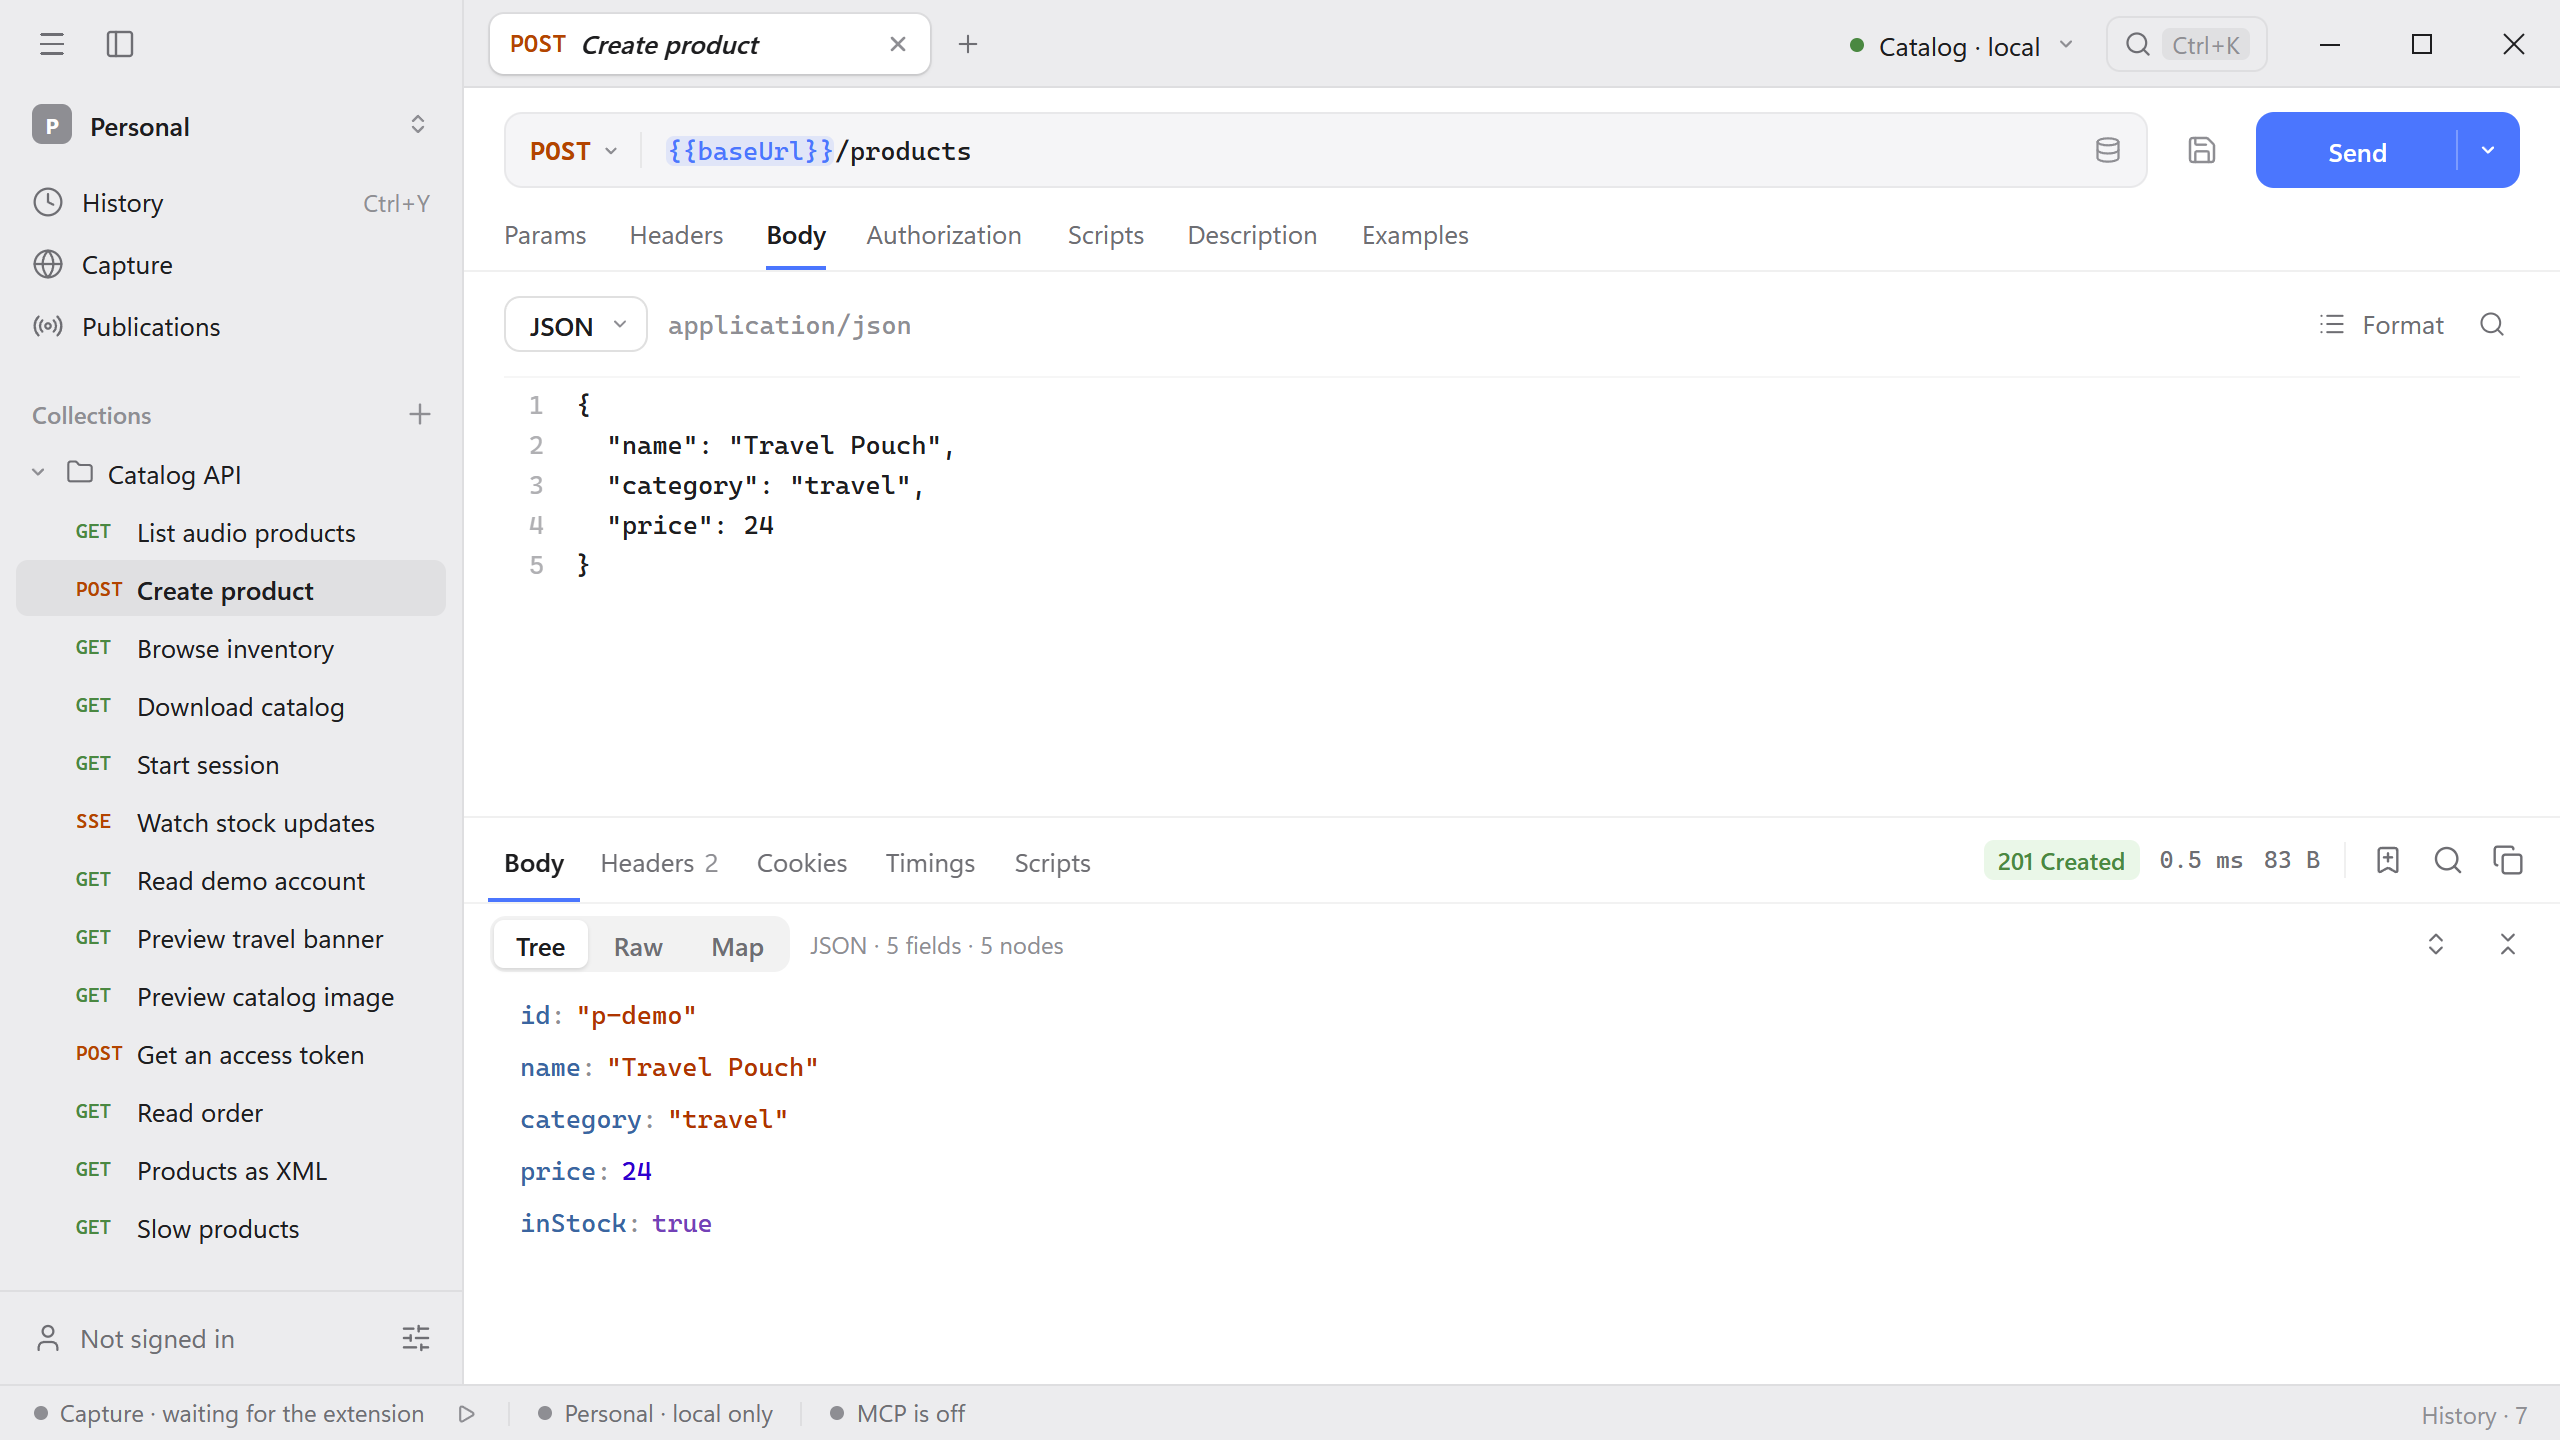 POST Create product
Catalog · local
Ctrl+K
P Personal
History Ctrl+Y
Capture
Publications
Collections
Catalog API
GET List audio products
POST Create product
GET Browse inventory
GET Download catalog
GET Start session
SSE Watch stock updates
GET Read demo account
GET Preview travel banner
GET Preview catalog image
POST Get an access token
GET Read order
GET Products as XML
GET Slow products
Not signed in
POST {{baseUrl}}/products
Send
Params Headers Body Authorization Scripts Description Examples
JSON application/json Format
1 {
2 "name": "Travel Pouch",
3 "category": "travel",
4 "price": 24
5 }
Body Headers 2 Cookies Timings Scripts
201 Created 0.5 ms 83 B
Tree Raw Map JSON · 5 fields · 5 nodes
id: "p-demo"
name: "Travel Pouch"
category: "travel"
price: 24
inStock: true
Capture · waiting for the extension Personal · local only MCP is off History · 7